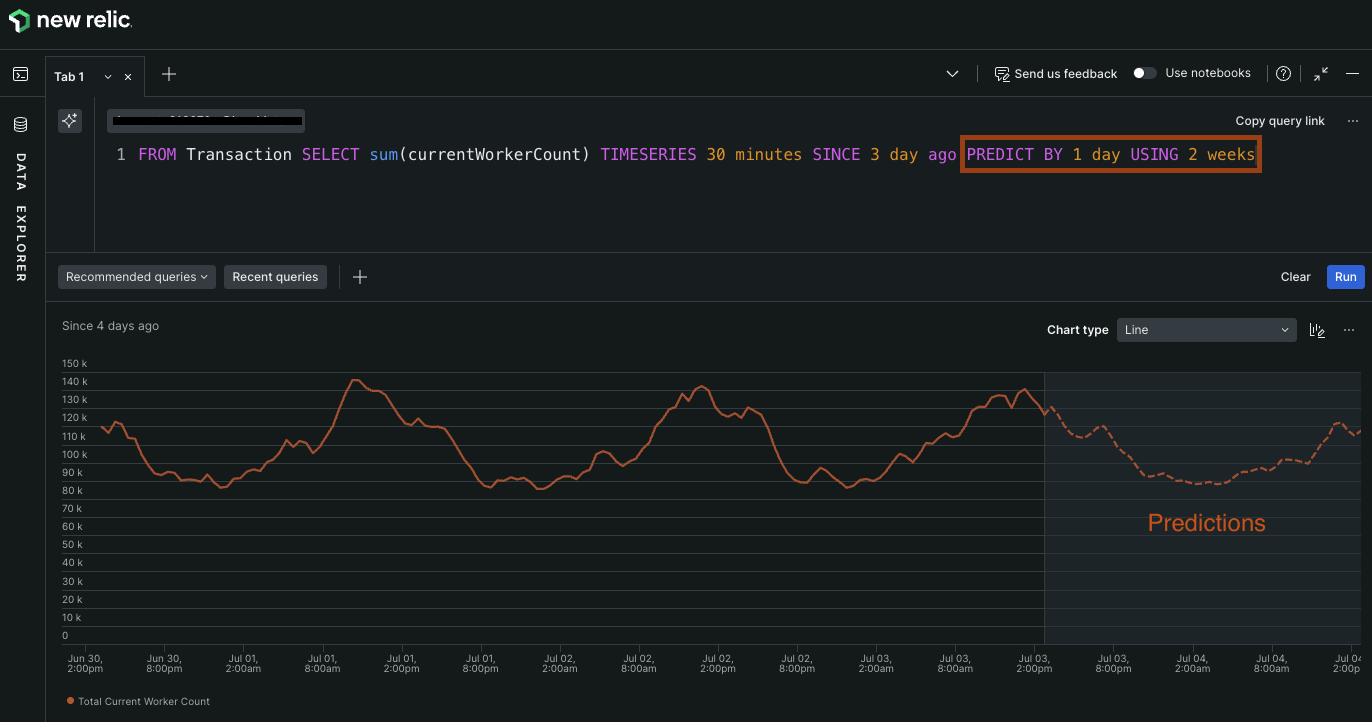 new relic.
Tab 1
Send us feedback
Use notebooks
Copy query link
DATA EXPLORER
1 FROM Transaction SELECT sum(currentWorkerCount) TIMESERIES 30 minutes SINCE 3 day ago PREDICT BY 1 day USING 2 weeks
Recommended queries
Recent queries
Clear
Run
Since 4 days ago
Chart type
Line
150 k
140 k
130 k
120 k
110 k
100 k
90 k
80 k
70 k
60 k
50 k
40 k
30 k
20 k
10 k
0
Predictions
Jun 30, 2:00pm
Jun 30, 8:00pm
Jul 01, 2:00am
Jul 01, 8:00am
Jul 01, 2:00pm
Jul 01, 8:00pm
Jul 02, 2:00am
Jul 02, 8:00am
Jul 02, 2:00pm
Jul 02, 8:00pm
Jul 03, 2:00am
Jul 03, 8:00am
Jul 03, 2:00pm
Jul 03, 8:00pm
Jul 04, 2:00am
Jul 04, 8:00am
Jul 04 2:00p
Total Current Worker Count